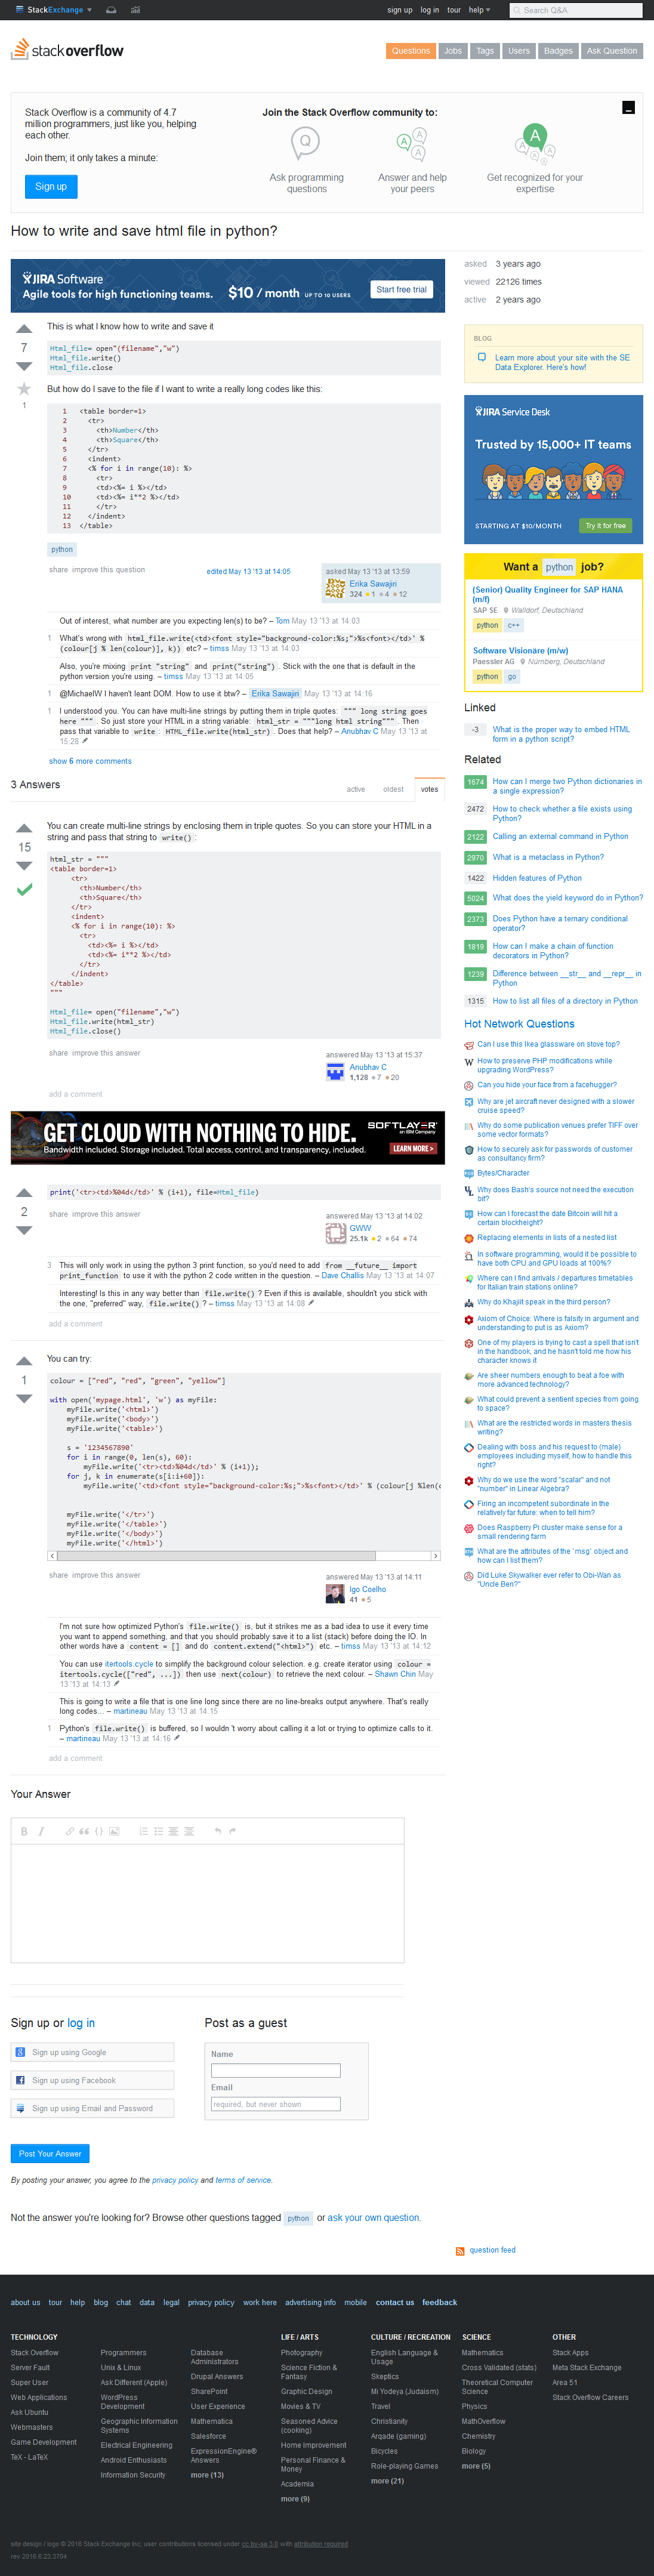 StackExchange
sign up log in tour help
Search Q&A
stackoverflow
Questions Jobs Tags Users Badges Ask Question
Stack Overflow is a community of 4.7
million programmers, just like you, helping
each other.
Join them; it only takes a minute:
Sign up
Join the Stack Overflow community to:
Ask programming
questions
Answer and help
your peers
Get recognized for your
expertise
How to write and save html file in python?
JIRA Software
Agile tools for high functioning teams.
$10 / month UP TO 10 USERS
Start free trial
7
1
This is what I know how to write and save it
Html_file= open"(filename","w")
Html_file.write()
Html_file.close
But how do I save to the file if I want to write a really long codes like this:
1 <table border=1>
2 <tr>
3 <th>Number</th>
4 <th>Square</th>
5 </tr>
6 <indent>
7 <% for i in range(10): %>
8 <tr>
9 <td><%= i %></td>
10 <td><%= i**2 %></td>
11 </tr>
12 </indent>
13 </table>
python
share improve this question
edited May 13 '13 at 14:05
asked May 13 '13 at 13:59
Erika Sawajiri
324 1 4 12
Out of interest, what number are you expecting len(s) to be? – Tom May 13 '13 at 14:03
1 What's wrong with html_file.write(<td><font style="background-color:%s;">%s<font></td>' %
(colour[j % len(colour)], k)) etc? – timss May 13 '13 at 14:03
Also, you're mixing print "string" and print("string") . Stick with the one that is default in the
python version you're using. – timss May 13 '13 at 14:05
1 @MichaelW I haven't leant DOM. How to use it btw? – Erika Sawajiri May 13 '13 at 14:16
1 I understood you. You can have multi-line strings by putting them in triple quotes: """ long string goes
here """ . So just store your HTML in a string variable: html_str = """long html string""" . Then
pass that variable to write : HTML_file.write(html_str) . Does that help? – Anubhav C May 13 '13 at
15:28
show 6 more comments
3 Answers
active oldest votes
15
You can create multi-line strings by enclosing them in triple quotes. So you can store your HTML in a
string and pass that string to write() :
html_str = """
<table border=1>
<tr>
<th>Number</th>
<th>Square</th>
</tr>
<indent>
<% for i in range(10): %>
<tr>
<td><%= i %></td>
<td><%= i**2 %></td>
</tr>
</indent>
</table>
"""
Html_file= open("filename","w")
Html_file.write(html_str)
Html_file.close()
share improve this answer
answered May 13 '13 at 15:37
Anubhav C
1,128 7 20
add a comment
GET CLOUD WITH NOTHING TO HIDE.
Bandwidth included. Storage included. Total access, control, and transparency, included.
SOFTLAYER
an IBM Company
LEARN MORE >
2
print('<tr><td>%04d</td>' % (i+1), file=Html_file)
share improve this answer
answered May 13 '13 at 14:02
GWW
25.1k 2 64 74
3 This will only work in using the python 3 print function, so you'd need to add from __future__ import
print_function to use it with the python 2 code written in the question. – Dave Challis May 13 '13 at 14:07
Interesting! Is this in any way better than file.write() ? Even if this is available, shouldn't you stick with
the one, "preferred" way, file.write() ? – timss May 13 '13 at 14:08
add a comment
1
You can try:
colour = ["red", "red", "green", "yellow"]
with open('mypage.html', 'w') as myFile:
myFile.write('<html>')
myFile.write('<body>')
myFile.write('<table>')
s = '1234567890'
for i in range(0, len(s), 60):
myFile.write('<tr><td>%04d</td>' % (i+1));
for j, k in enumerate(s[i:i+60]):
myFile.write('<td><font style="background-color:%s;">%s<font></td>' % (colour[j %len(c
myFile.write('</tr>')
myFile.write('</table>')
myFile.write('</body>')
myFile.write('</html>')
share improve this answer
answered May 13 '13 at 14:11
Igo Coelho
41 5
I'm not sure how optimized Python's file.write() is, but it strikes me as a bad idea to use it every time
you want to append something, and that you should probably save it to a list (stack) before doing the IO. In
other words have a content = [] and do content.extend("<html>") etc. – timss May 13 '13 at 14:12
You can use itertools.cycle to simplify the background colour selection. e.g. create iterator using colour =
itertools.cycle(["red", ...]) then use next(colour) to retrieve the next colour. – Shawn Chin May
13 '13 at 14:13
This is going to write a file that is one line long since there are no line-breaks output anywhere. That's really
long codes... – martineau May 13 '13 at 14:15
1 Python's file.write() is buffered, so I wouldn 't worry about calling it a lot or trying to optimize calls to it.
– martineau May 13 '13 at 14:16
add a comment
Your Answer
Sign up or log in
Sign up using Google
Sign up using Facebook
Sign up using Email and Password
Post as a guest
Name
Email
required, but never shown
Post Your Answer
By posting your answer, you agree to the privacy policy and terms of service.
Not the answer you're looking for? Browse other questions tagged python or ask your own question.
asked 3 years ago
viewed 22126 times
active 2 years ago
BLOG
Learn more about your site with the SE
Data Explorer. Here's how!
JIRA Service Desk
Trusted by 15,000+ IT teams
STARTING AT $10/MONTH
Try it for free
Want a python job?
(Senior) Quality Engineer for SAP HANA
(m/f)
SAP SE Walldorf, Deutschland
python c++
Software Visionäre (m/w)
Paessler AG Nürnberg, Deutschland
python go
Linked
-3 What is the proper way to embed HTML
form in a python script?
Related
1674 How can I merge two Python dictionaries in
a single expression?
2472 How to check whether a file exists using
Python?
2122 Calling an external command in Python
2970 What is a metaclass in Python?
1422 Hidden features of Python
5024 What does the yield keyword do in Python?
2373 Does Python have a ternary conditional
operator?
1819 How can I make a chain of function
decorators in Python?
1239 Difference between __str__ and __repr__ in
Python
1315 How to list all files of a directory in Python
Hot Network Questions
Can I use this Ikea glassware on stove top?
How to preserve PHP modifications while
upgrading WordPress?
Can you hide your face from a facehugger?
Why are jet aircraft never designed with a slower
cruise speed?
Why do some publication venues prefer TIFF over
some vector formats?
How to securely ask for passwords of customer
as consultancy firm?
Bytes/Character
Why does Bash's source not need the execution
bit?
How can I forecast the date Bitcoin will hit a
certain blockheight?
Replacing elements in lists of a nested list
In software programming, would it be possible to
have both CPU and GPU loads at 100%?
Where can I find arrivals / departures timetables
for Italian train stations online?
Why do Khajiit speak in the third person?
Axiom of Choice: Where is falsity in argument and
understanding to put is as Axiom?
One of my players is trying to cast a spell that isn't
in the handbook, and he hasn't told me how his
character knows it
Are sheer numbers enough to beat a foe with
more advanced technology?
What could prevent a sentient species from going
to space?
What are the restricted words in masters thesis
writing?
Dealing with boss and his request to (male)
employees including myself, how to handle this
right?
Why do we use the word "scalar" and not
"number" in Linear Algebra?
Firing an incompetent subordinate in the
relatively far future: when to tell him?
Does Raspberry Pi cluster make sense for a
small rendering farm
What are the attributes of the `msg` object and
how can I list them?
Did Luke Skywalker ever refer to Obi-Wan as
"Uncle Ben?"
question feed
about us tour help blog chat data legal privacy policy work here advertising info mobile contact us feedback
TECHNOLOGY
Stack Overflow
Server Fault
Super User
Web Applications
Ask Ubuntu
Webmasters
Game Development
TeX - LaTeX
Programmers
Unix & Linux
Ask Different (Apple)
WordPress
Development
Geographic Information
Systems
Electrical Engineering
Android Enthusiasts
Information Security
Database
Administrators
Drupal Answers
SharePoint
User Experience
Mathematica
Salesforce
ExpressionEngine®
Answers
more (13)
LIFE / ARTS
Photography
Science Fiction &
Fantasy
Graphic Design
Movies & TV
Seasoned Advice
(cooking)
Home Improvement
Personal Finance &
Money
Academia
more (9)
CULTURE / RECREATION
English Language &
Usage
Skeptics
Mi Yodeya (Judaism)
Travel
Christianity
Arqade (gaming)
Bicycles
Role-playing Games
more (21)
SCIENCE
Mathematics
Cross Validated (stats)
Theoretical Computer
Science
Physics
MathOverflow
Chemistry
Biology
more (5)
OTHER
Stack Apps
Meta Stack Exchange
Area 51
Stack Overflow Careers
site design / logo © 2016 Stack Exchange Inc; user contributions licensed under cc by-sa 3.0 with attribution required
rev 2016.6.23.3704